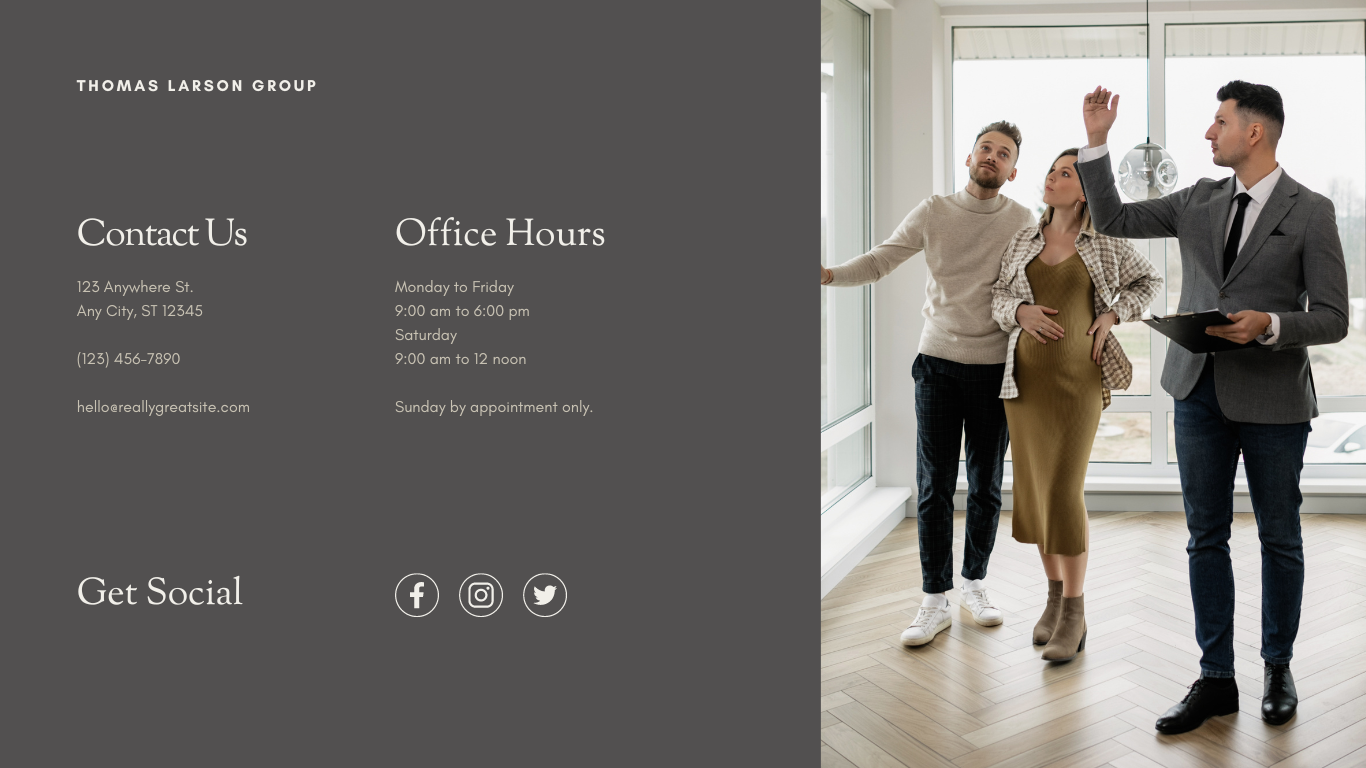 THOMAS LARSON GROUP
Contact Us
123 Anywhere St.
Any City, ST 12345
(123) 456-7890
hello@reallygreatsite.com
Office Hours
Monday to Friday
9:00 am to 6:00 pm
Saturday
9:00 am to 12 noon
Sunday by appointment only.
Get Social